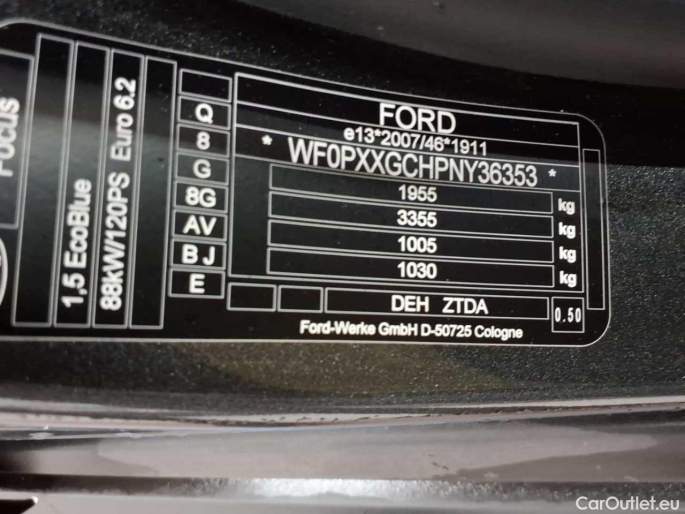 Focus
1,5 EcoBlue
88kW/120PS Euro 6.2
Q
8
G
8G
AV
B J
E
FORD
e13*2007/46*1911
* WF0PXXGCHPNY36353 *
1955 kg
3355 kg
1005 kg
1030 kg
DEH ZTDA
0.50
Ford-Werke GmbH D-50725 Cologne
CarOutlet.eu